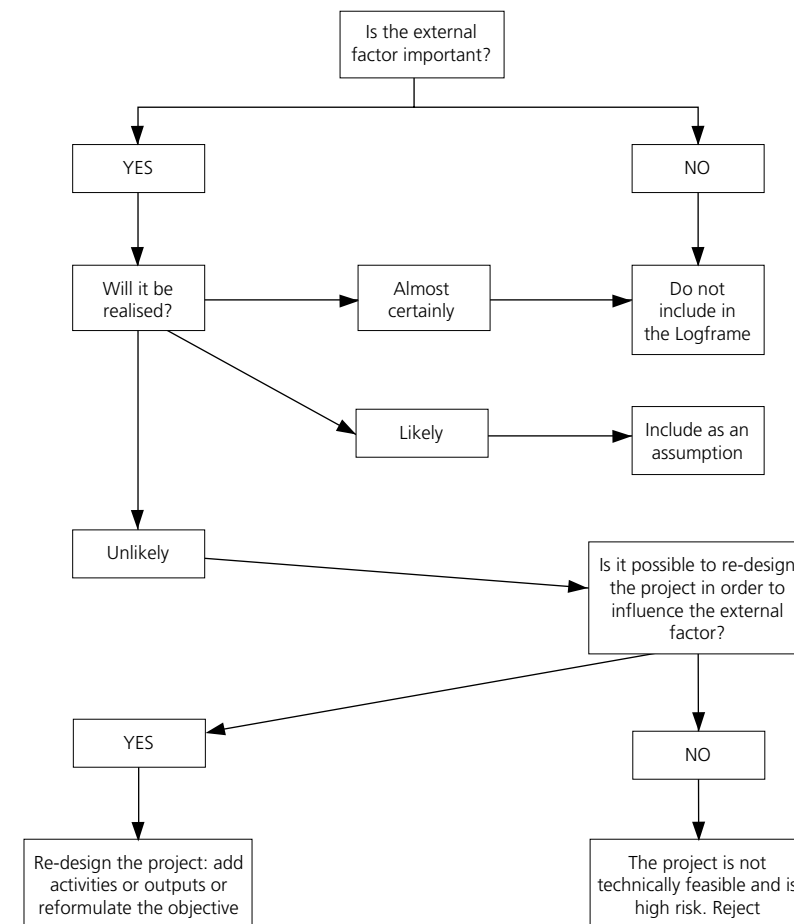 Is the external
factor important?
YES
NO
Will it be
realised?
Almost
certainly
Do not
include in
the Logframe
Likely
Include as an
assumption
Unlikely
Is it possible to re-design
the project in order to
influence the external
factor?
YES
NO
Re-design the project: add
activities or outputs or
reformulate the objective
The project is not
technically feasible and is
high risk. Reject